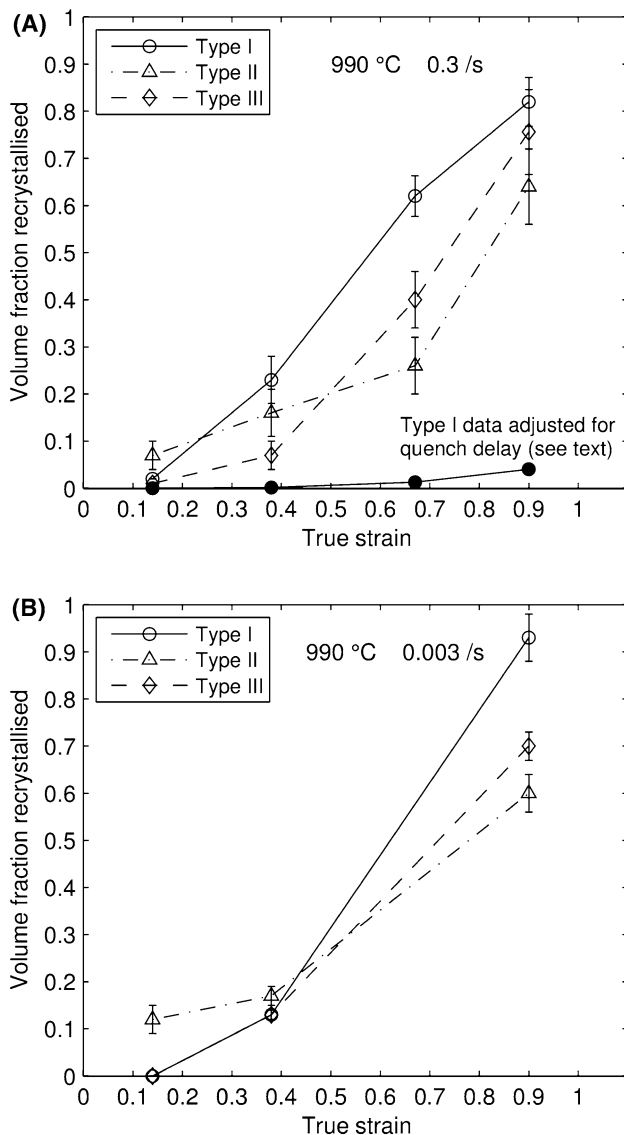 (A)
1
0.9
0.8
0.7
0.6
0.5
0.4
0.3
0.2
0.1
0
Volume fraction recrystallised
Type I
Type II
Type III
990 °C 0.3 /s
Type I data adjusted for
quench delay (see text)
0 0.1 0.2 0.3 0.4 0.5 0.6 0.7 0.8 0.9 1
True strain
(B)
1
0.9
0.8
0.7
0.6
0.5
0.4
0.3
0.2
0.1
0
Volume fraction recrystallised
Type I
Type II
Type III
990 °C 0.003 /s
0 0.1 0.2 0.3 0.4 0.5 0.6 0.7 0.8 0.9 1
True strain